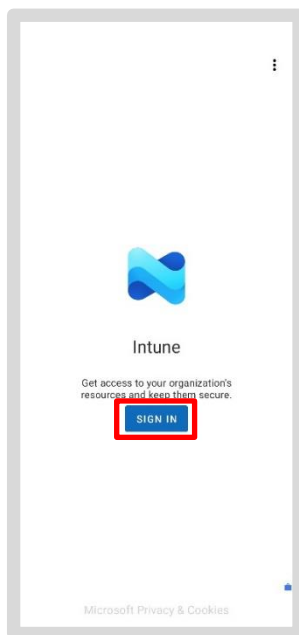 Intune
Get access to your organization's
resources and keep them secure.
SIGN IN
Microsoft Privacy & Cookies